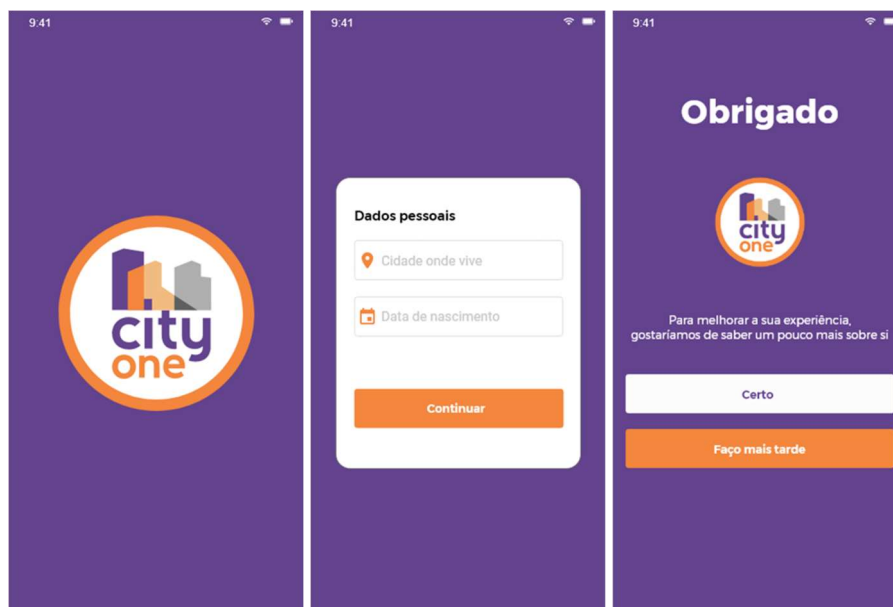 9:41
city
one
9:41
Dados pessoais
Cidade onde vive
Data de nascimento
Continuar
9:41
Obrigado
city
one
Para melhorar a sua experiência,
gostaríamos de saber um pouco mais sobre si
Certo
Faço mais tarde